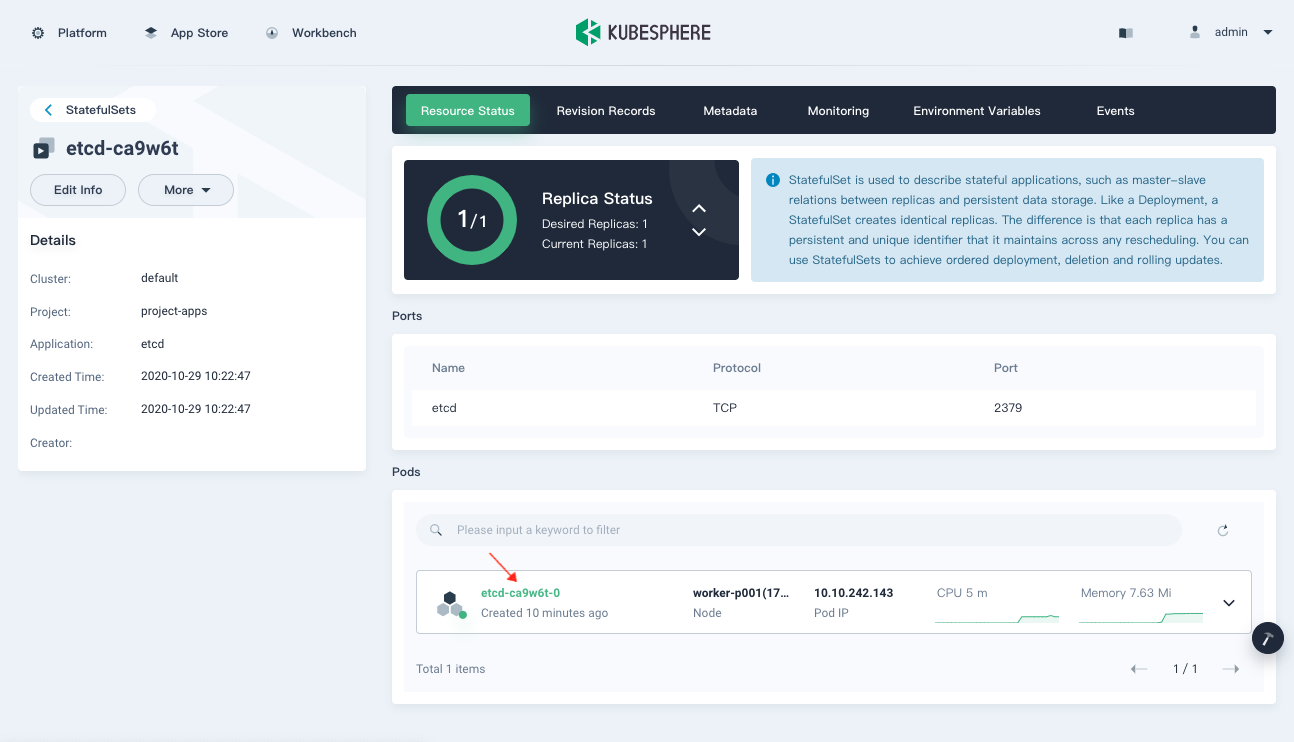 Platform
App Store
Workbench
KUBESPHERE
admin
StatefulSets
etcd-ca9w6t
Edit Info
More
Details
Cluster: default
Project: project-apps
Application: etcd
Created Time: 2020-10-29 10:22:47
Updated Time: 2020-10-29 10:22:47
Creator:
Resource Status
Revision Records
Metadata
Monitoring
Environment Variables
Events
1/1
Replica Status
Desired Replicas: 1
Current Replicas: 1
StatefulSet is used to describe stateful applications, such as master-slave
relations between replicas and persistent data storage. Like a Deployment, a
StatefulSet creates identical replicas. The difference is that each replica has a
persistent and unique identifier that it maintains across any rescheduling. You can
use StatefulSets to achieve ordered deployment, deletion and rolling updates.
Ports
Name Protocol Port
etcd TCP 2379
Pods
Please input a keyword to filter
etcd-ca9w6t-0 worker-p001(17... 10.10.242.143 CPU 5 m Memory 7.63 Mi
Created 10 minutes ago Node Pod IP
Total 1 items
1 / 1